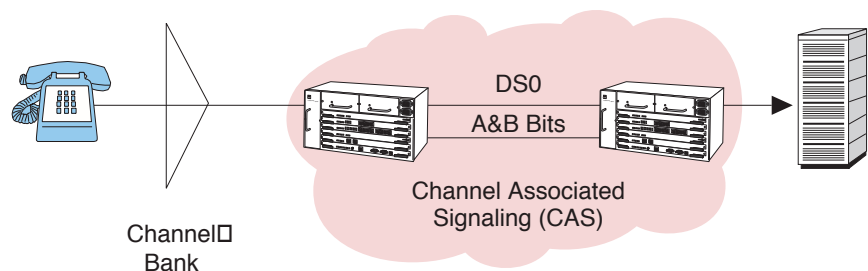 DS0
A&B Bits
Channel Associated
Signaling (CAS)
Channel□
Bank